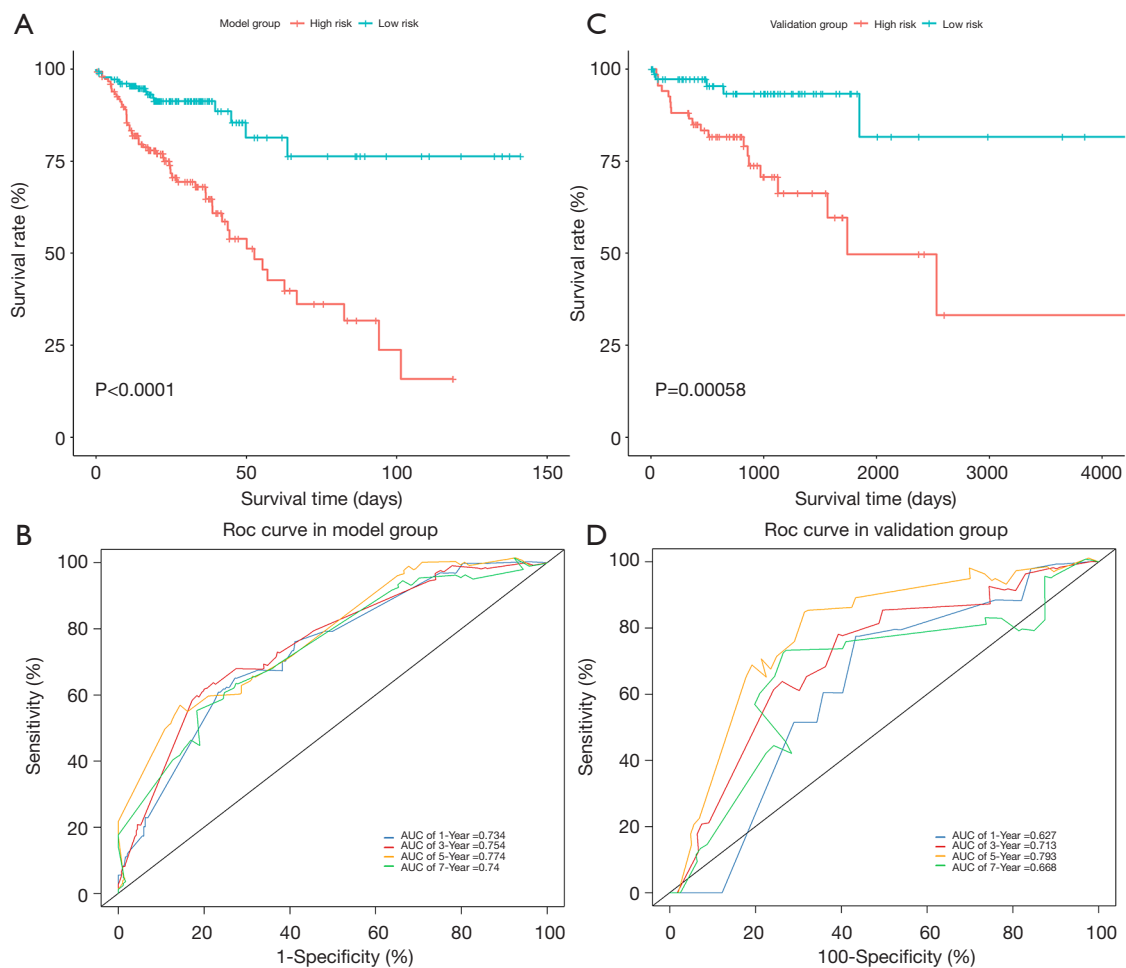 A
Model group High risk Low risk
Survival rate (%)
100
75
50
25
0
P<0.0001
0 50 100 150
Survival time (days)
C
Validation group High risk Low risk
Survival rate (%)
100
75
50
25
0
P=0.00058
0 1000 2000 3000 4000
Survival time (days)
B
Roc curve in model group
Sensitivity (%)
100
80
60
40
20
0
AUC of 1-Year =0.734
AUC of 3-Year =0.754
AUC of 5-Year =0.774
AUC of 7-Year =0.74
0 20 40 60 80 100
1-Specificity (%)
D
Roc curve in validation group
Sensitivity (%)
100
80
60
40
20
0
AUC of 1-Year =0.627
AUC of 3-Year =0.713
AUC of 5-Year =0.793
AUC of 7-Year =0.668
0 20 40 60 80 100
100-Specificity (%)